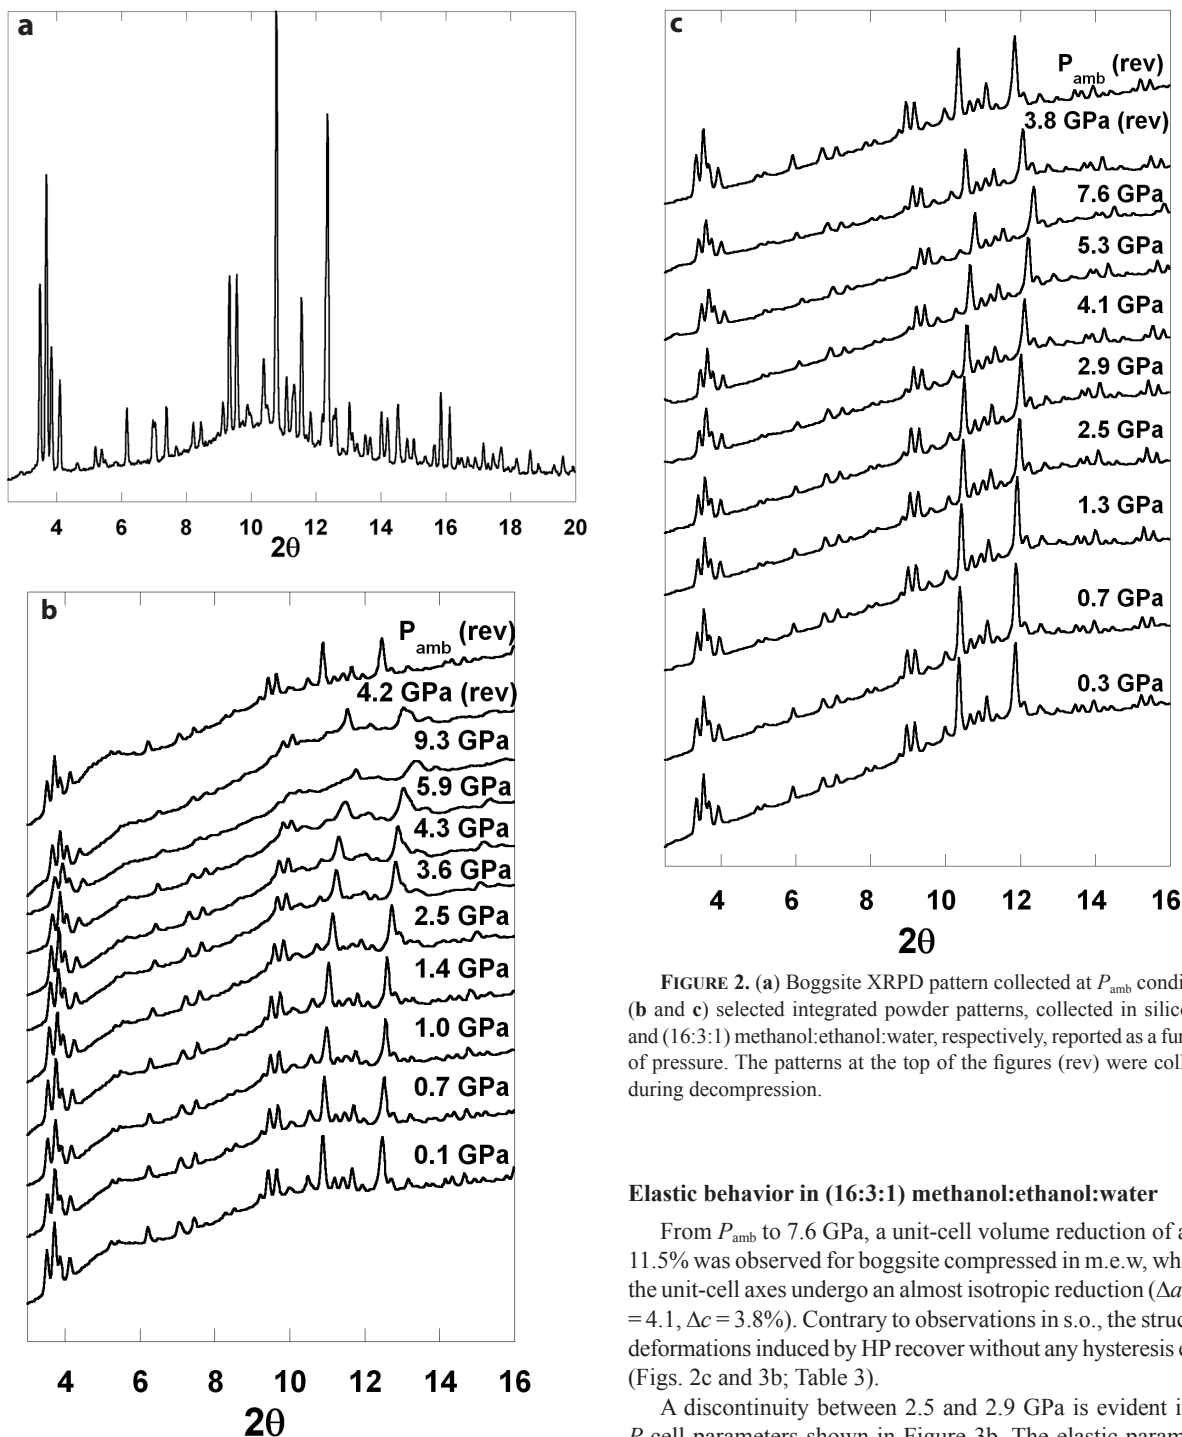 a
4 6 8 10 12 14 16 18 20
2θ
b
P amb (rev)
4.2 GPa (rev)
9.3 GPa
5.9 GPa
4.3 GPa
3.6 GPa
2.5 GPa
1.4 GPa
1.0 GPa
0.7 GPa
0.1 GPa
4 6 8 10 12 14 16
2θ
c
P amb (rev)
3.8 GPa (rev)
7.6 GPa
5.3 GPa
4.1 GPa
2.9 GPa
2.5 GPa
1.3 GPa
0.7 GPa
0.3 GPa
4 6 8 10 12 14 16
2θ
FIGURE 2. (a) Boggsite XRPD pattern collected at Pamb
(b and c) selected integrated powder patterns, collected in
and (16:3:1) methanol:ethanol:water, respectively, reported as a
of pressure. The patterns at the top of the figures (rev) were
during decompression.
Elastic behavior in (16:3:1) methanol:ethanol:water
From Pamb to 7.6 GPa, a unit-cell volume reduction of
11.5% was observed for boggsite compressed in m.e.w,
the unit-cell axes undergo an almost isotropic reduction (Δa
= 4.1, Δc = 3.8%). Contrary to observations in s.o., the
deformations induced by HP recover without any hysteresis
(Figs. 2c and 3b; Table 3).
A discontinuity between 2.5 and 2.9 GPa is evident
P cell parameters shown in Figure 3b. The elastic